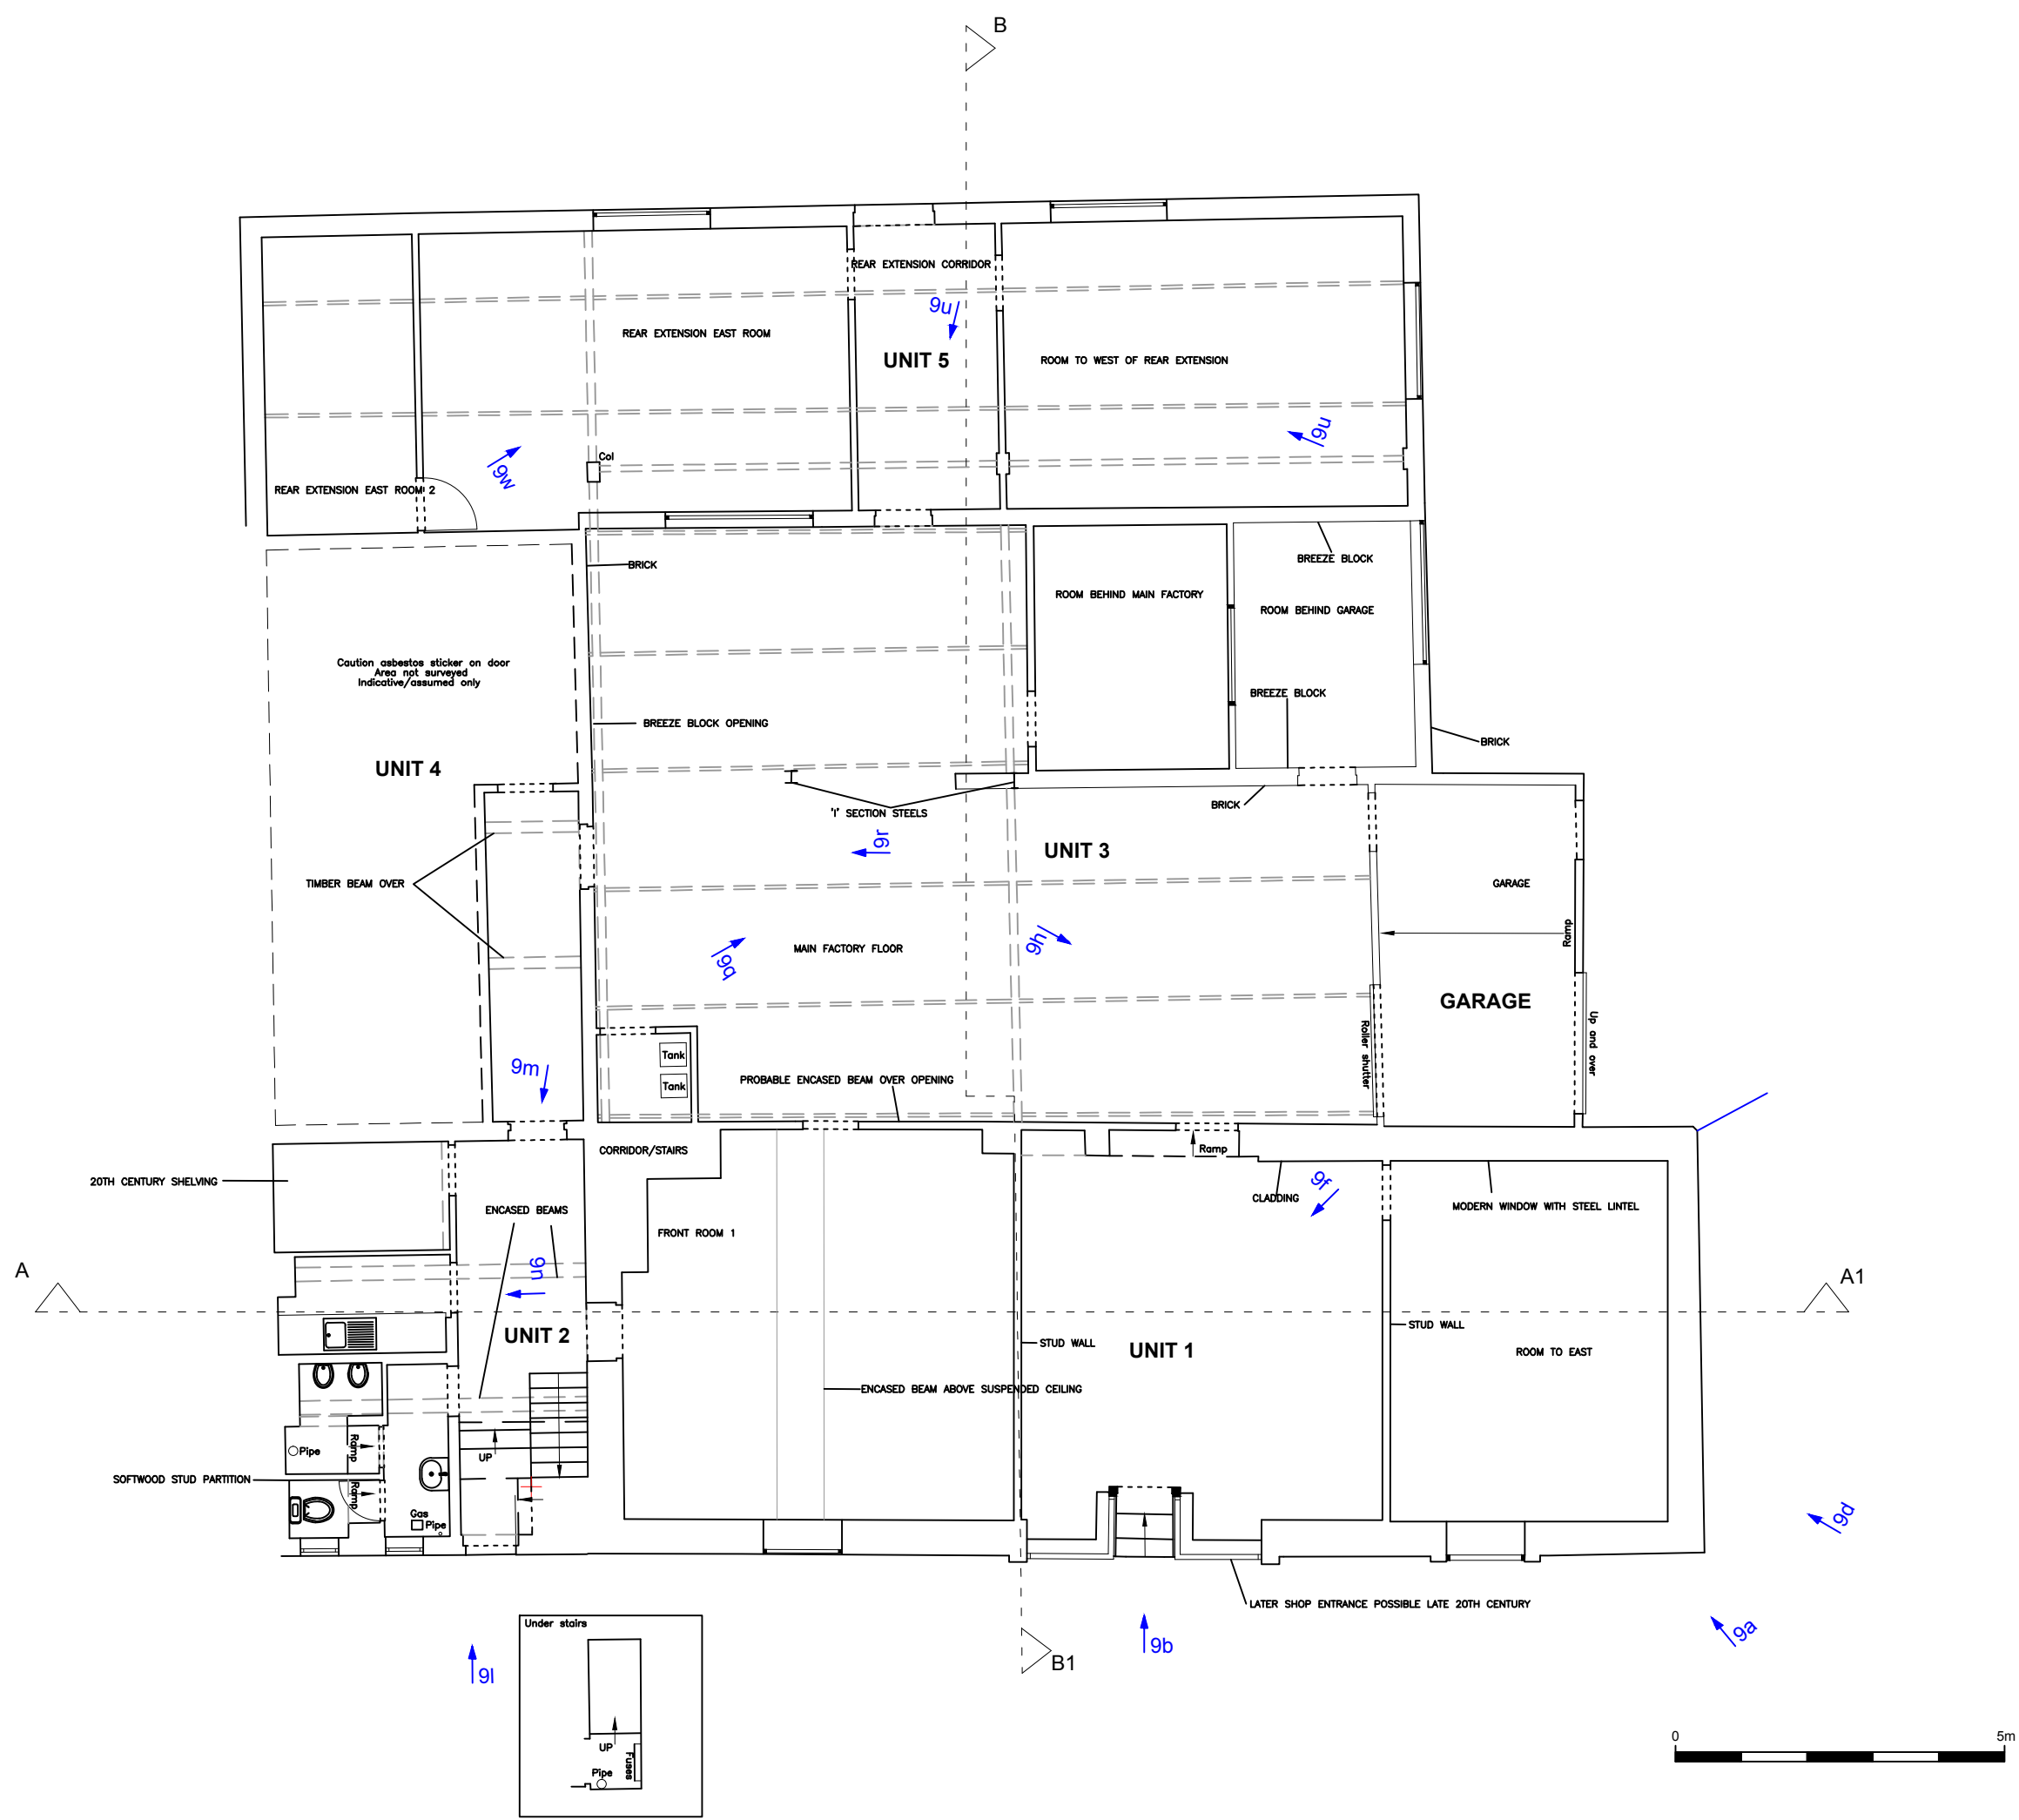 B
REAR EXTENSION CORRIDOR
9u
REAR EXTENSION EAST ROOM
UNIT 5
ROOM TO WEST OF REAR EXTENSION
9u
Col
9w
REAR EXTENSION EAST ROOM 2
BRICK
BREEZE BLOCK
ROOM BEHIND MAIN FACTORY
ROOM BEHIND GARAGE
Caution asbestos sticker on door
Area not surveyed
Indicative/assumed only
BREEZE BLOCK
BREEZE BLOCK OPENING
BRICK
UNIT 4
'I' SECTION STEELS
BRICK
9r
UNIT 3
TIMBER BEAM OVER
GARAGE
Ramp
MAIN FACTORY FLOOR
9h
9q
GARAGE
Roller shutter
Up and over
Tank
9m
Tank
PROBABLE ENCASED BEAM OVER OPENING
CORRIDOR/STAIRS
Ramp
20TH CENTURY SHELVING
9f
CLADDING
MODERN WINDOW WITH STEEL LINTEL
ENCASED BEAMS
FRONT ROOM 1
9n
A
A1
UNIT 2
STUD WALL
UNIT 1
STUD WALL
ROOM TO EAST
ENCASED BEAM ABOVE SUSPENDED CEILING
Pipe
Ramp
UP
SOFTWOOD STUD PARTITION
Ramp
Gas
Pipe
9d
LATER SHOP ENTRANCE POSSIBLE LATE 20TH CENTURY
Under stairs
9l
9b
9a
B1
UP
Fuses
Pipe
0
5m